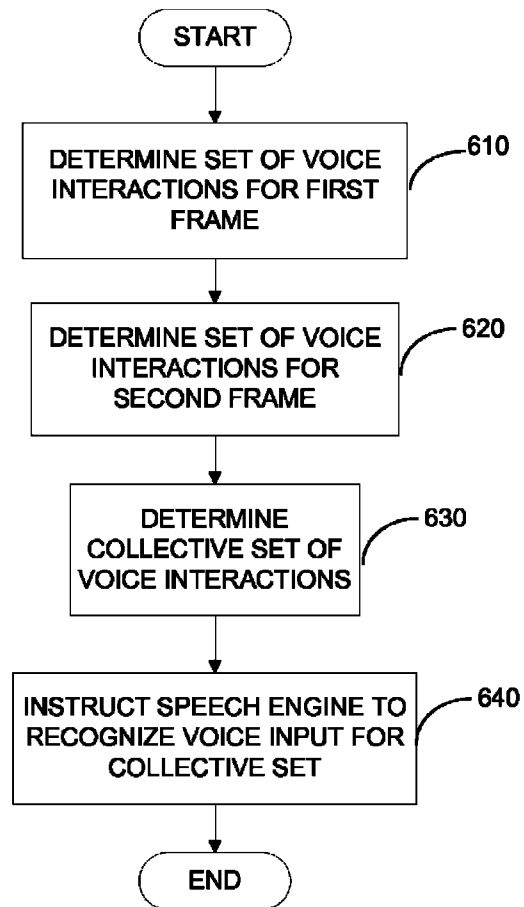 START
DETERMINE SET OF VOICE
INTERACTIONS FOR FIRST
FRAME
610
DETERMINE SET OF VOICE
INTERACTIONS FOR
SECOND FRAME
620
DETERMINE
COLLECTIVE SET OF
VOICE INTERACTIONS
630
INSTRUCT SPEECH ENGINE TO
RECOGNIZE VOICE INPUT FOR
COLLECTIVE SET
640
END